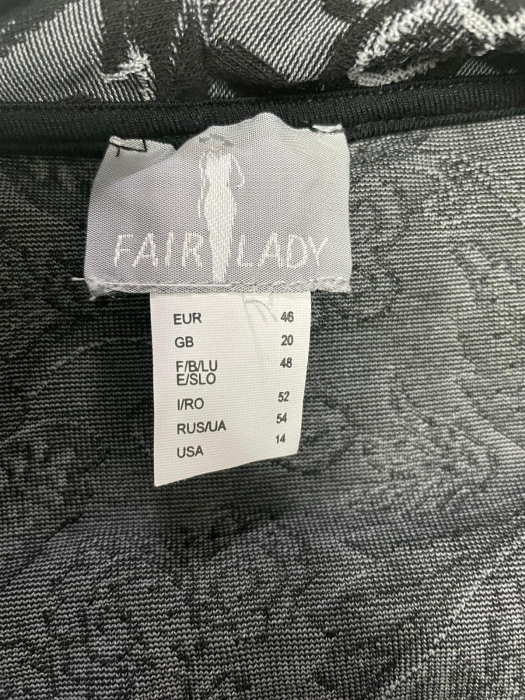 FAIR LADY
EUR 46
GB 20
F/B/LU 48
E/SLO
I/RO 52
RUS/UA 54
USA 14